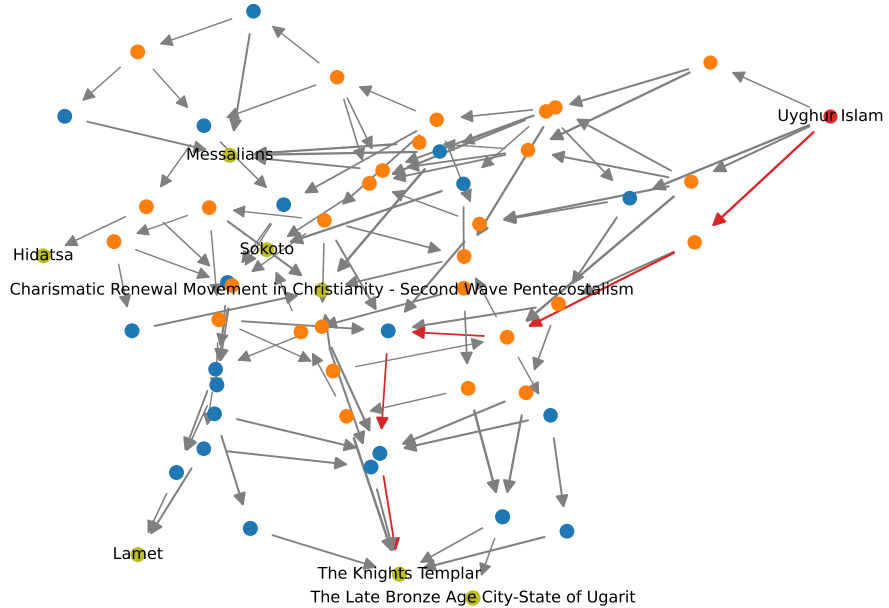 Uyghur Islam
Messalians
Hidatsa
Sokoto
Charismatic Renewal Movement in Christianity - Second Wave Pentecostalism
Lamet
The Knights Templar
The Late Bronze Age City-State of Ugarit